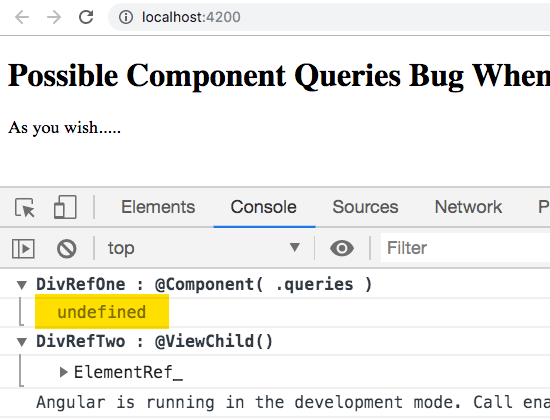 localhost:4200
Possible Component Queries Bug When
As you wish.....
Elements Console Sources Network
top Filter
DivRefOne : @Component( .queries )
undefined
DivRefTwo : @ViewChild()
ElementRef_
Angular is running in the development mode. Call ena